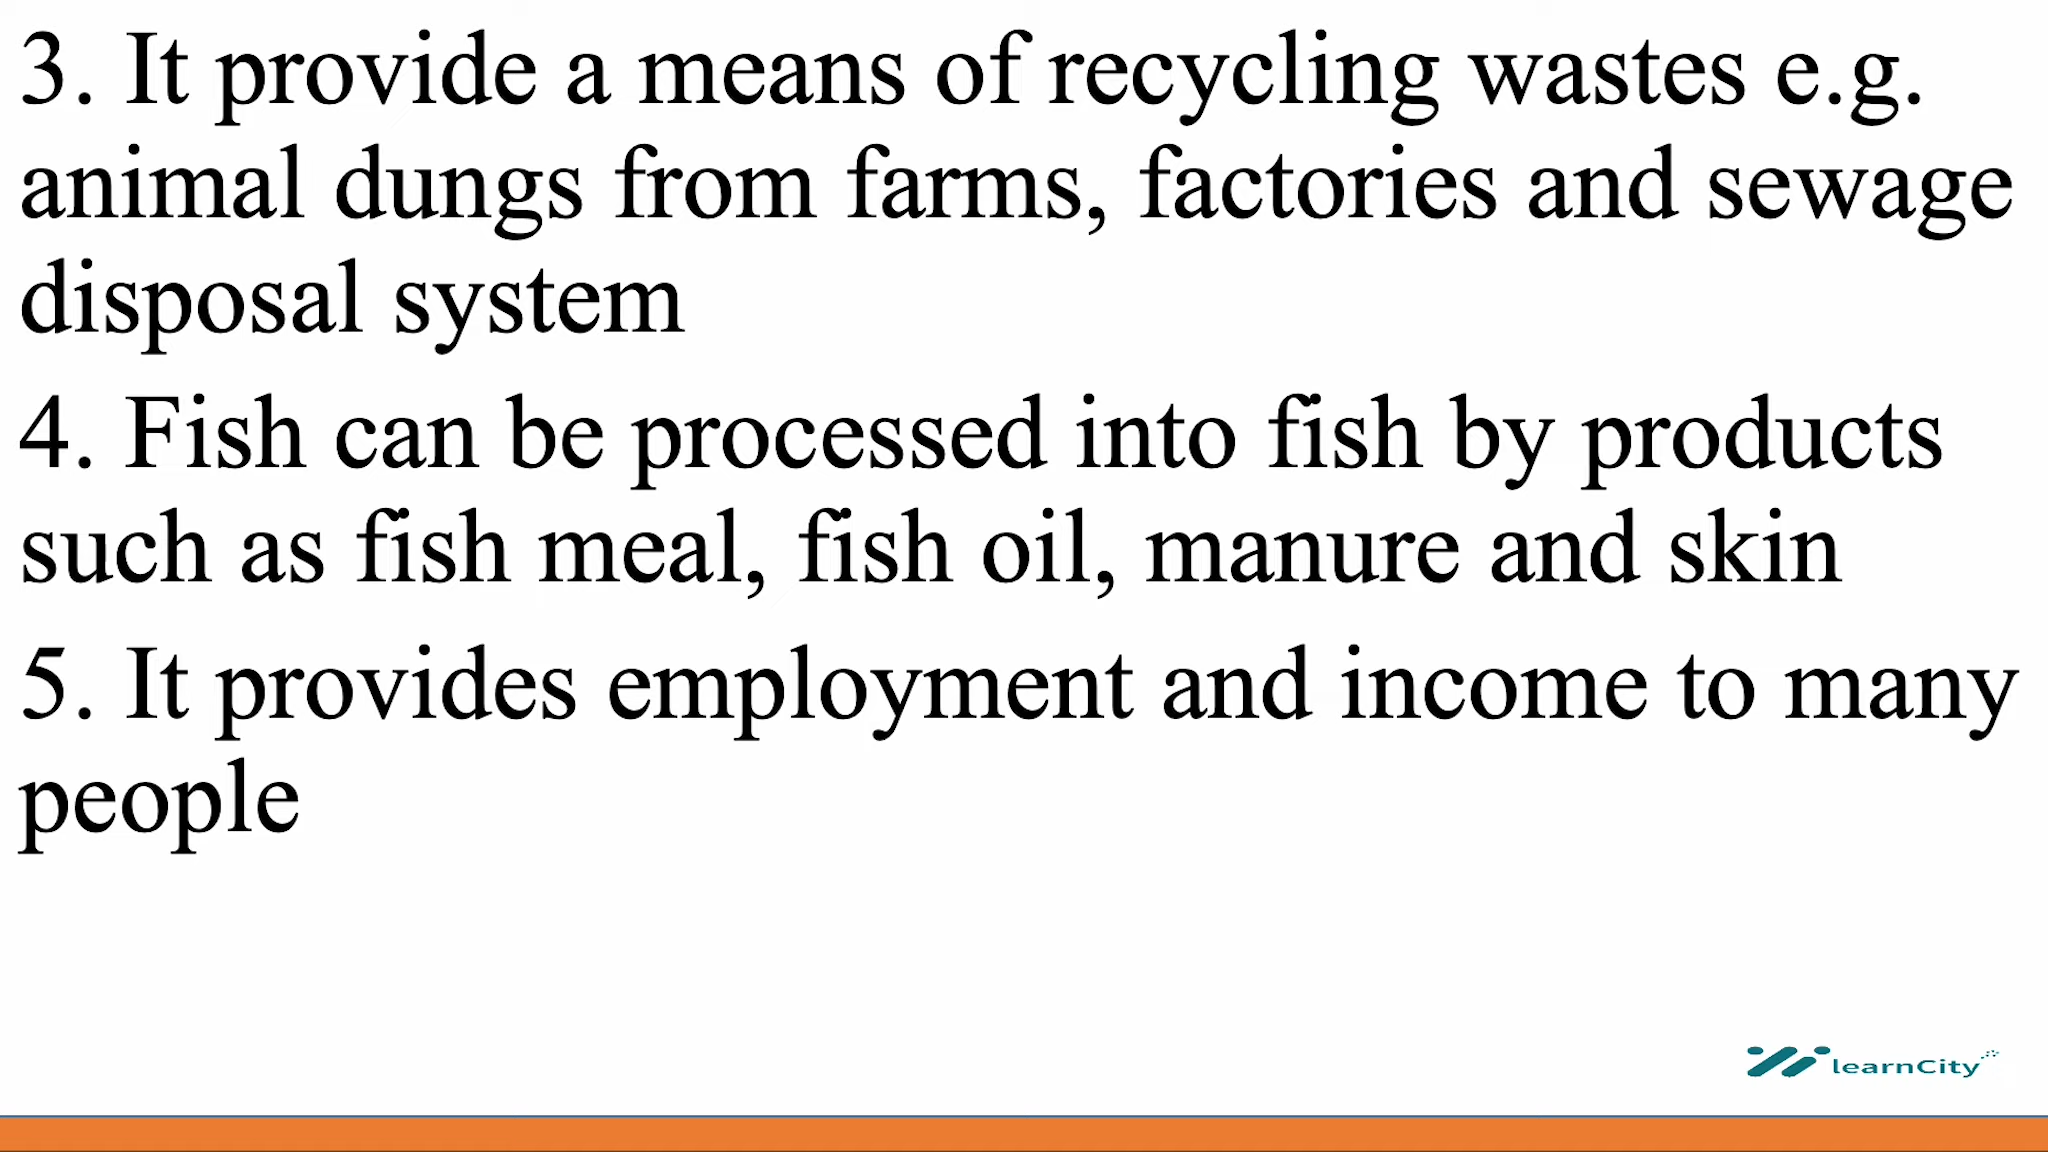 3. It provide a means of recycling wastes e.g.
animal dungs from farms, factories and sewage
disposal system
4. Fish can be processed into fish by products
such as fish meal, fish oil, manure and skin
5. It provides employment and income to many
people
learnCity